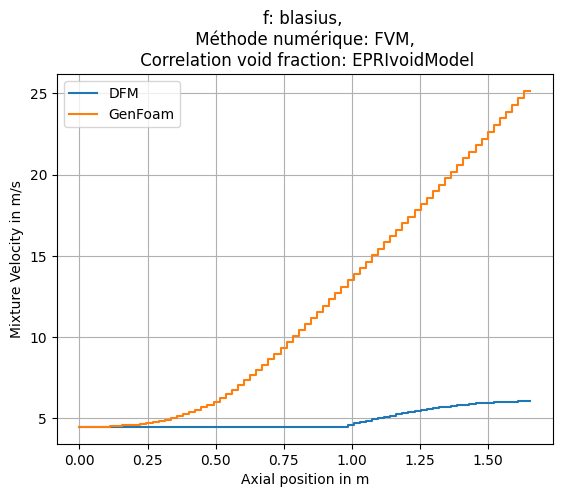 f: blasius,
Méthode numérique: FVM,
Correlation void fraction: EPRIvoidModel
DFM
GenFoam
25
20
15
10
5
Mixture Velocity in m/s
0.00 0.25 0.50 0.75 1.00 1.25 1.50
Axial position in m